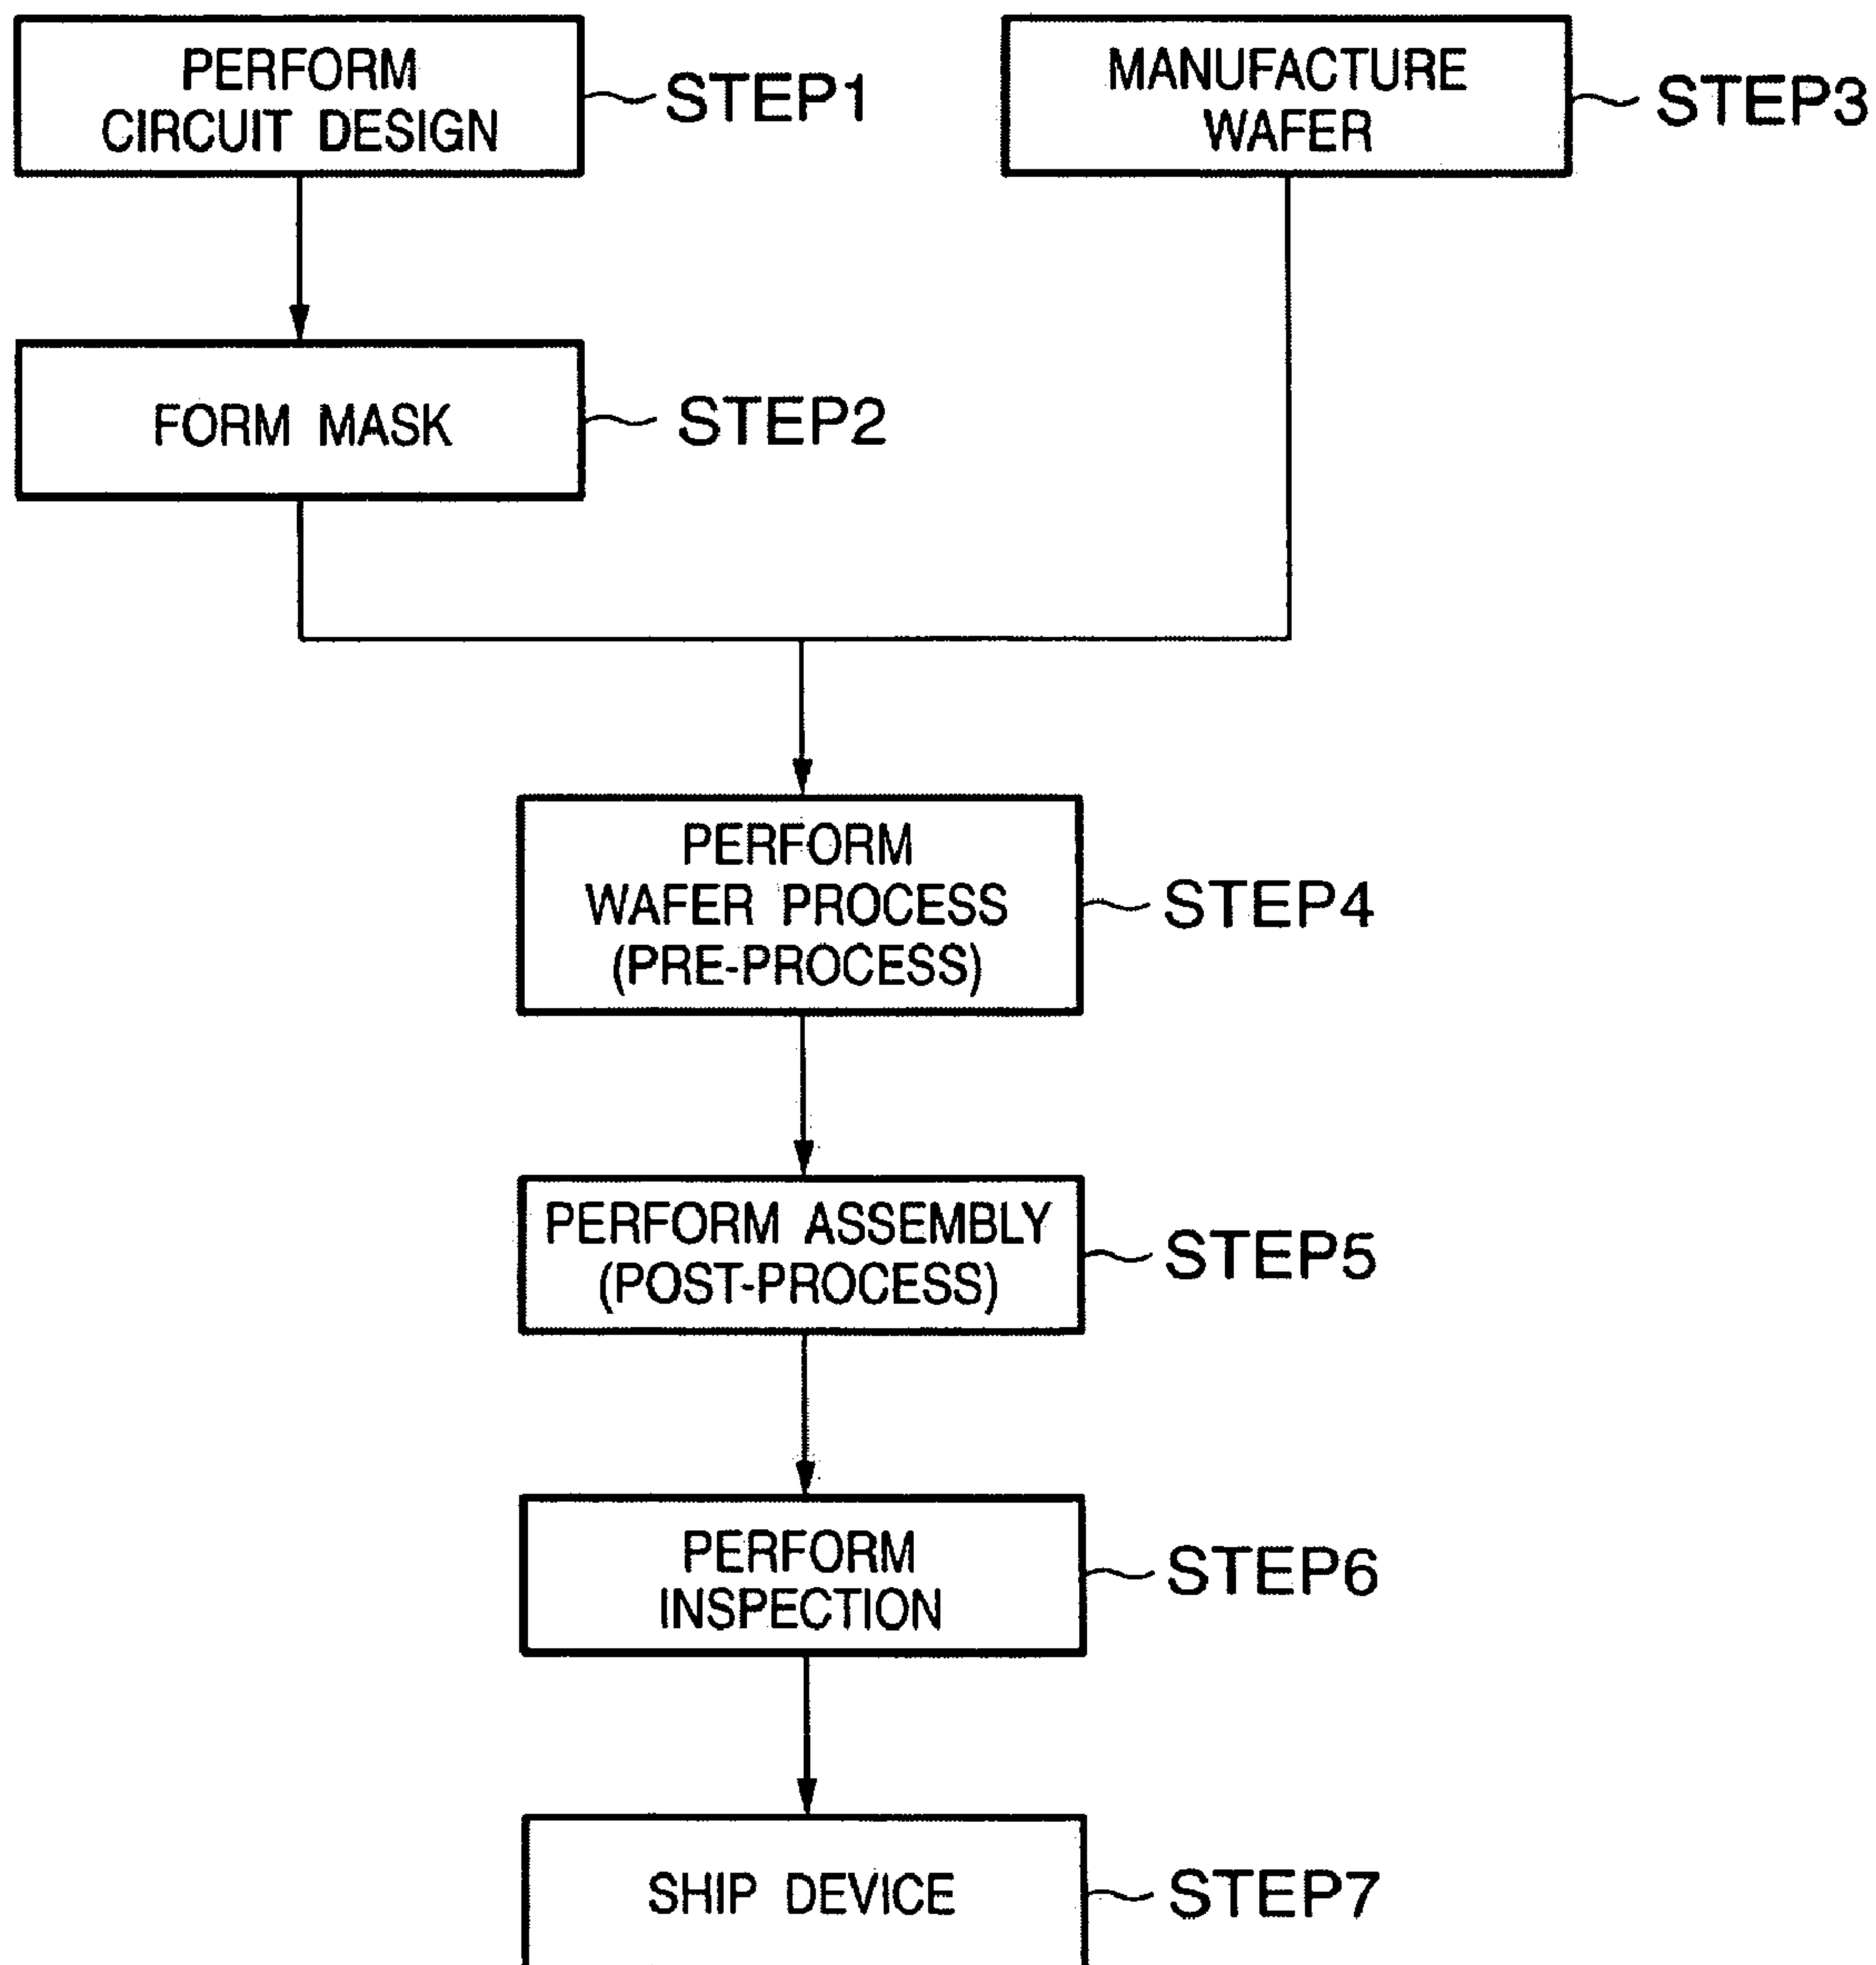 PERFORM
CIRCUIT DESIGN
STEP1
MANUFACTURE
WAFER
STEP3
FORM MASK
STEP2
PERFORM
WAFER PROCESS
(PRE-PROCESS)
STEP4
PERFORM ASSEMBLY
(POST-PROCESS)
STEP5
PERFORM
INSPECTION
STEP6
SHIP DEVICE
STEP7